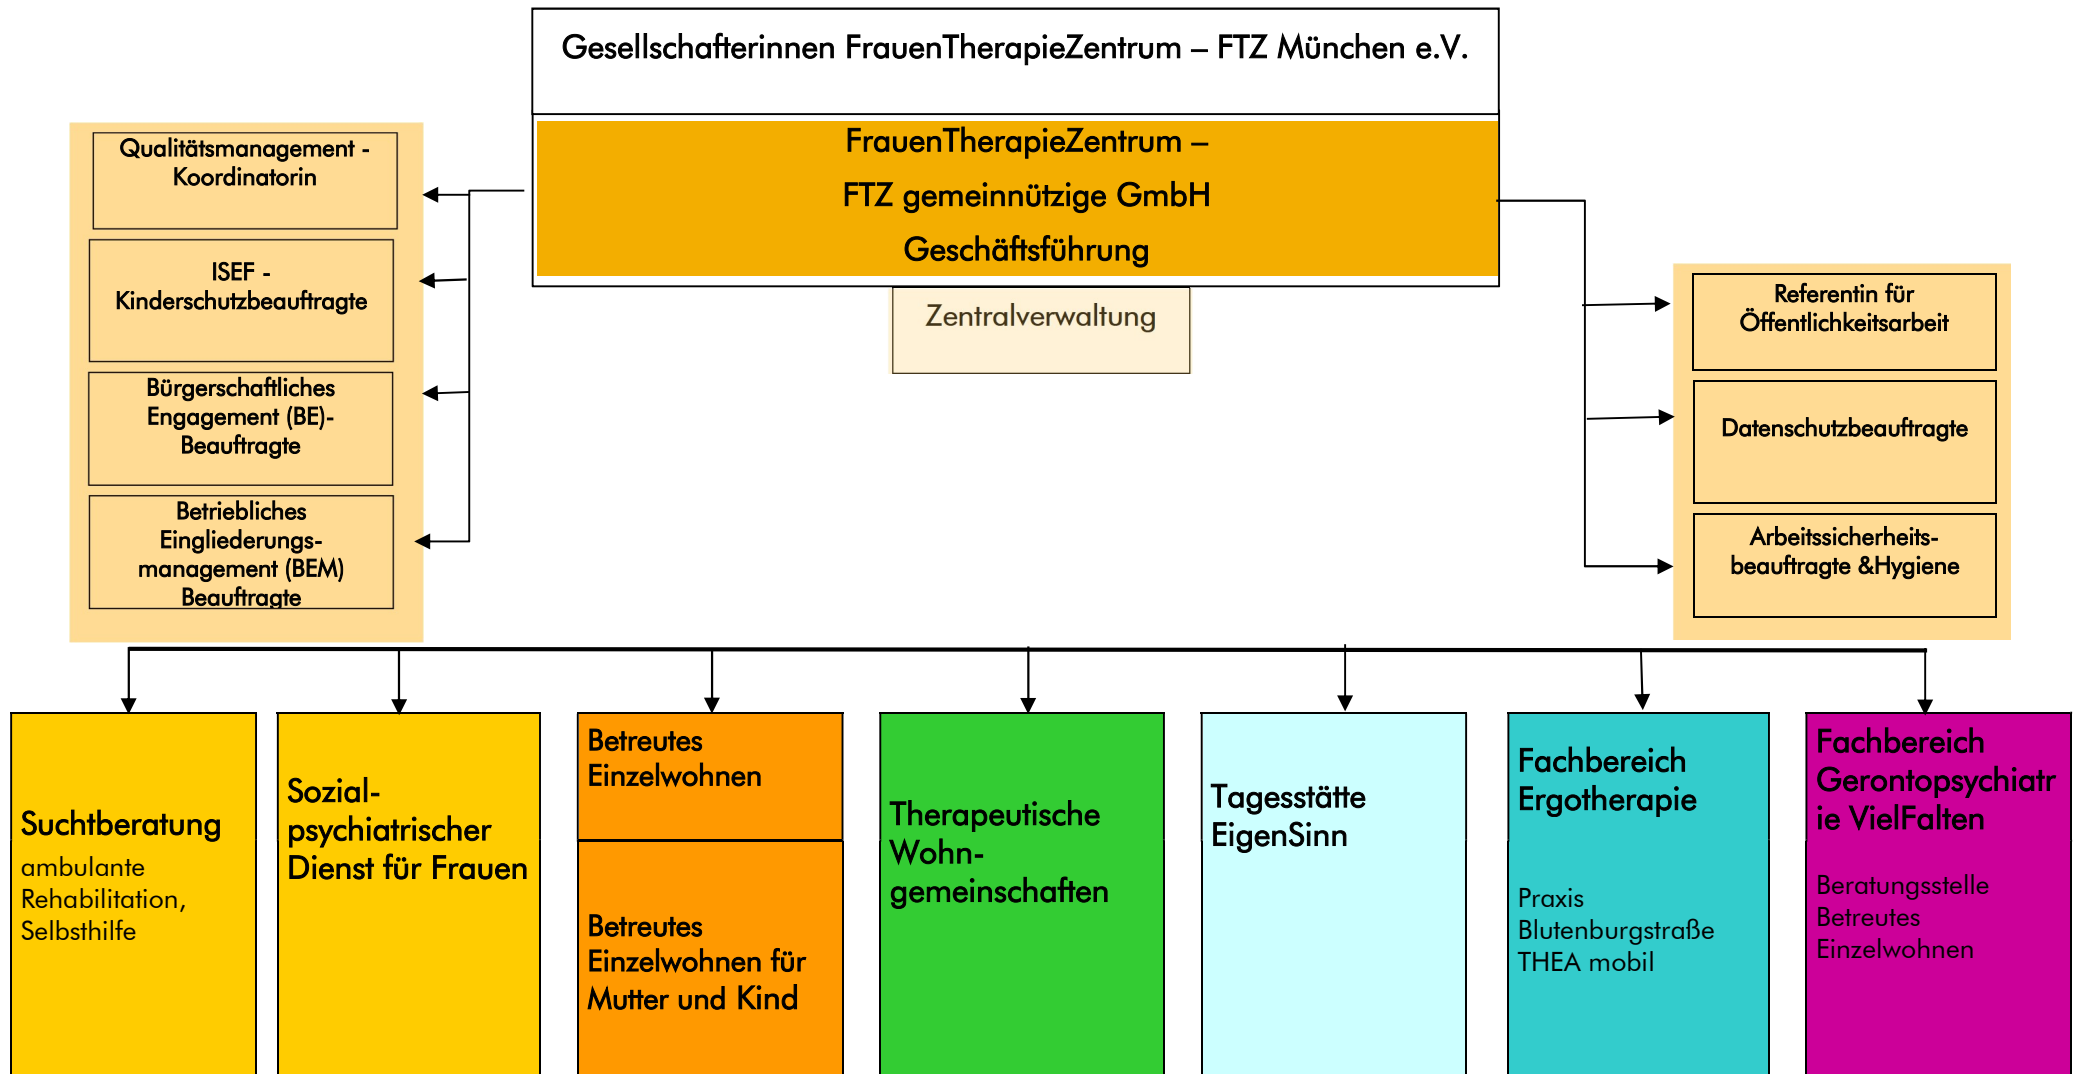 Gesellschafterinnen FrauenTherapieZentrum – FTZ München e.V.
FrauenTherapieZentrum –
FTZ gemeinnützige GmbH
Geschäftsführung
Zentralverwaltung
Qualitätsmanagement -
Koordinatorin
ISEF -
Kinderschutzbeauftragte
Bürgerschaftliches
Engagement (BE)-
Beauftragte
Betriebliches
Eingliederungs-
management (BEM)
Beauftragte
Referentin für
Öffentlichkeitsarbeit
Datenschutzbeauftragte
Arbeitssicherheits-
beauftragte &Hygiene
Suchtberatung
ambulante
Rehabilitation,
Selbsthilfe
Sozial-
psychiatrischer
Dienst für Frauen
Betreutes
Einzelwohnen
Betreutes
Einzelwohnen für
Mutter und Kind
Therapeutische
Wohn-
gemeinschaften
Tagesstätte
EigenSinn
Fachbereich
Ergotherapie
Praxis
Blutenburgstraße
THEA mobil
Fachbereich
Gerontopsychiatr
ie VielFalten
Beratungsstelle
Betreutes
Einzelwohnen